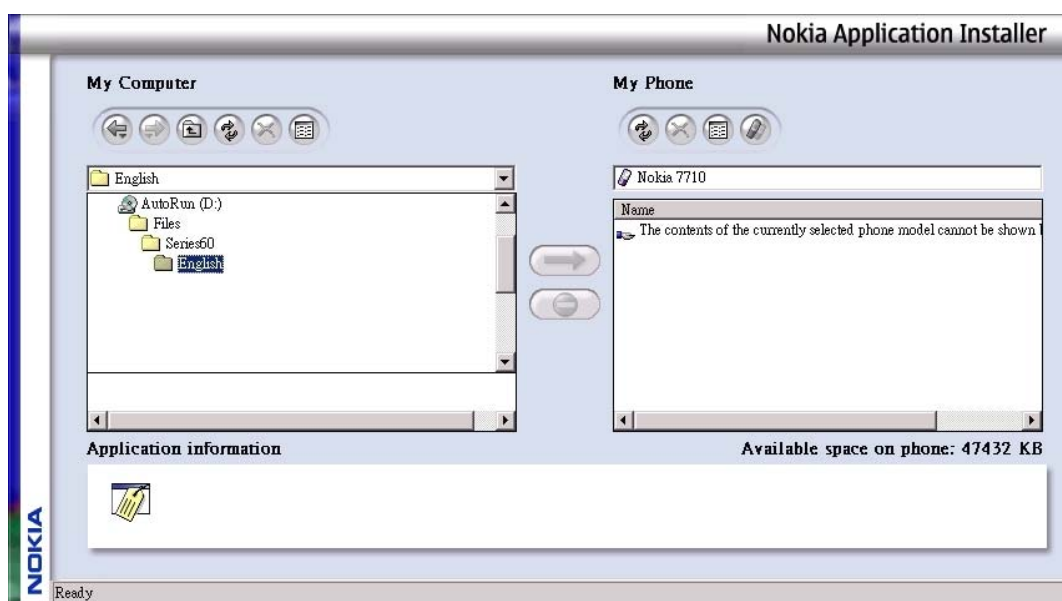 Nokia Application Installer
My Computer
My Phone
English
Nokia 7710
AutoRun (D:)
Files
Series60
English
Name
The contents of the currently selected phone model cannot be shown
Application information
Available space on phone: 47432 KB
NOKIA
Ready